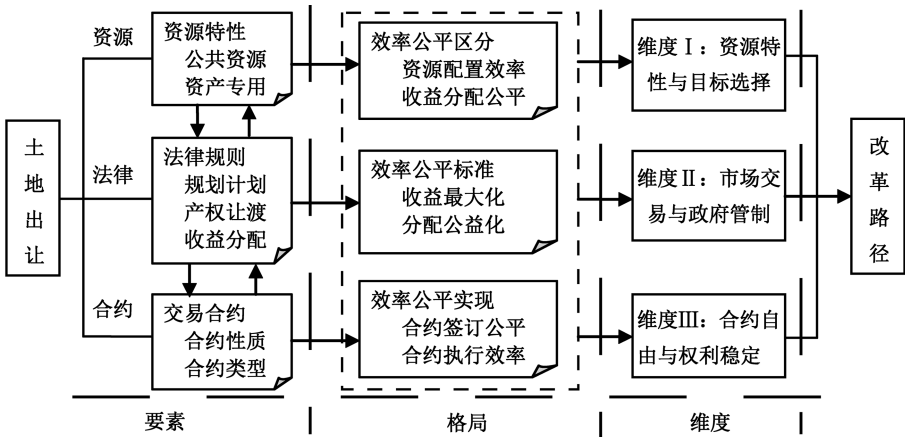 土地出让
资源
资源特性
公共资源
资产专用
法律
法律规则
规划计划
产权让渡
收益分配
合约
交易合约
合约性质
合约类型
效率公平区分
资源配置效率
收益分配公平
效率公平标准
收益最大化
分配公益化
效率公平实现
合约签订公平
合约执行效率
维度Ⅰ：资源特
性与目标选择
维度Ⅱ：市场交
易与政府管制
维度Ⅲ：合约自
由与权利稳定
改革路径
要素
格局
维度